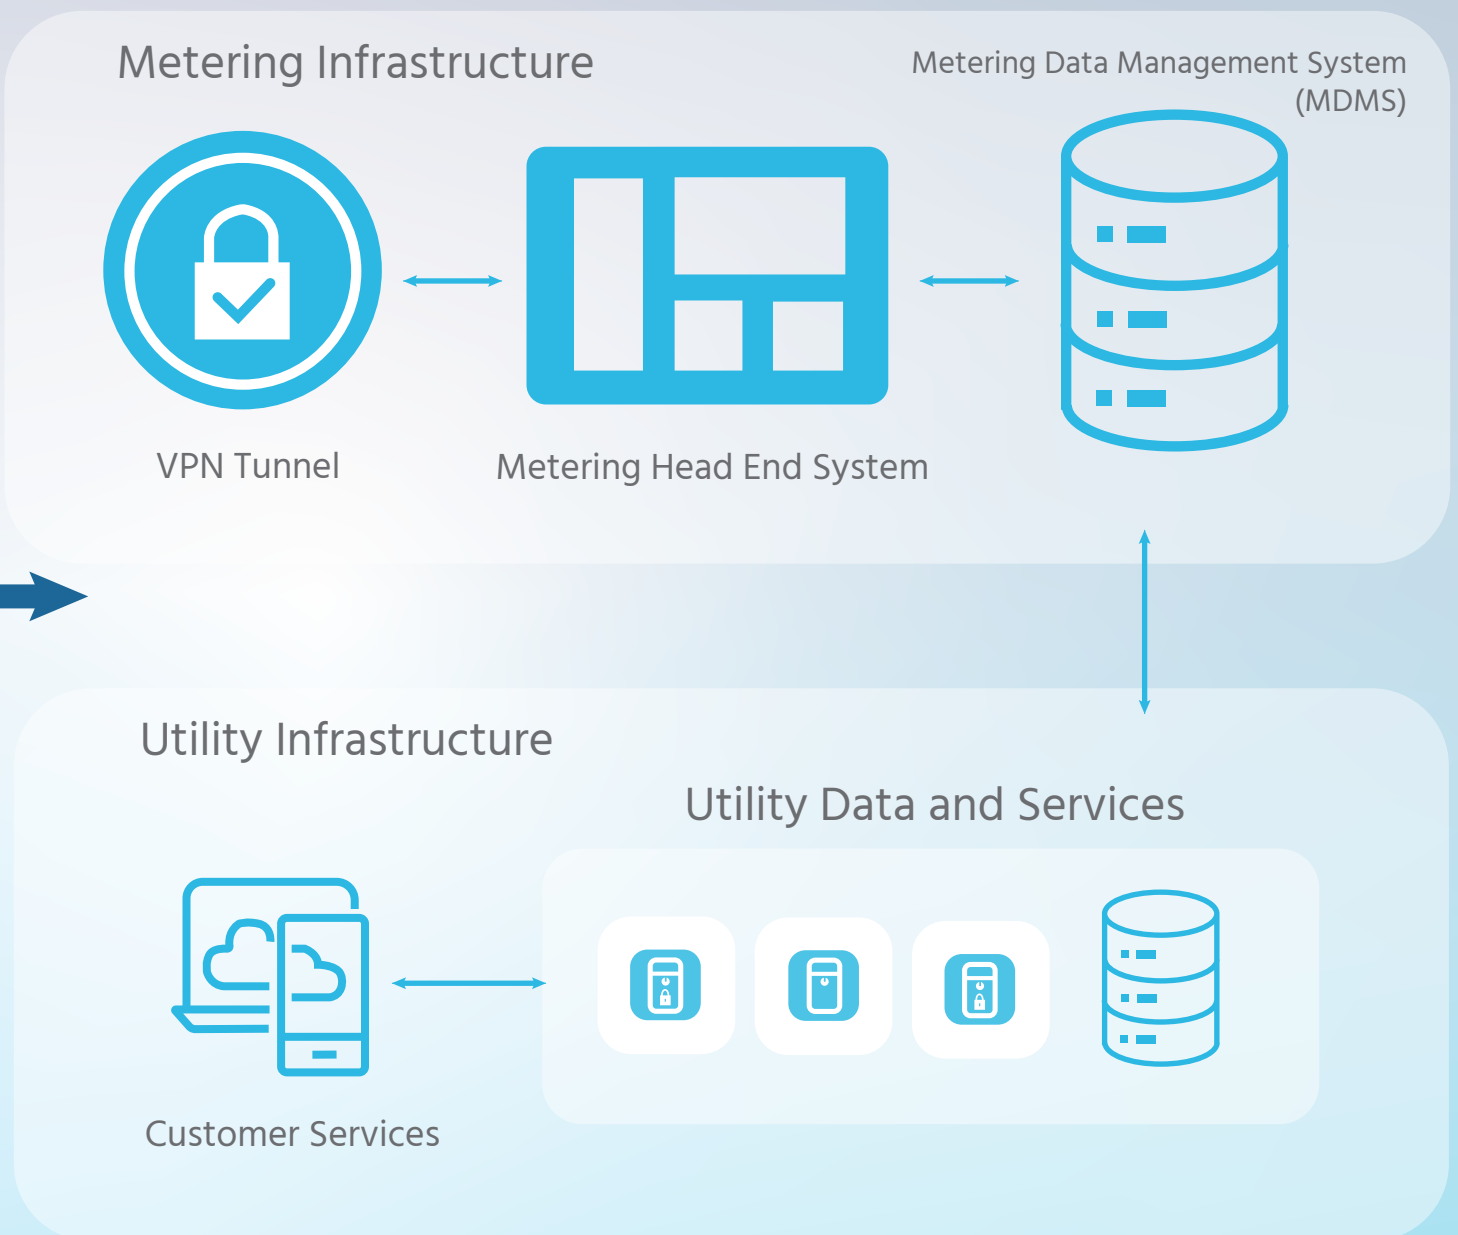 Metering Infrastructure
Metering Data Management System
(MDMS)
VPN Tunnel
Metering Head End System
Utility Infrastructure
Utility Data and Services
Customer Services